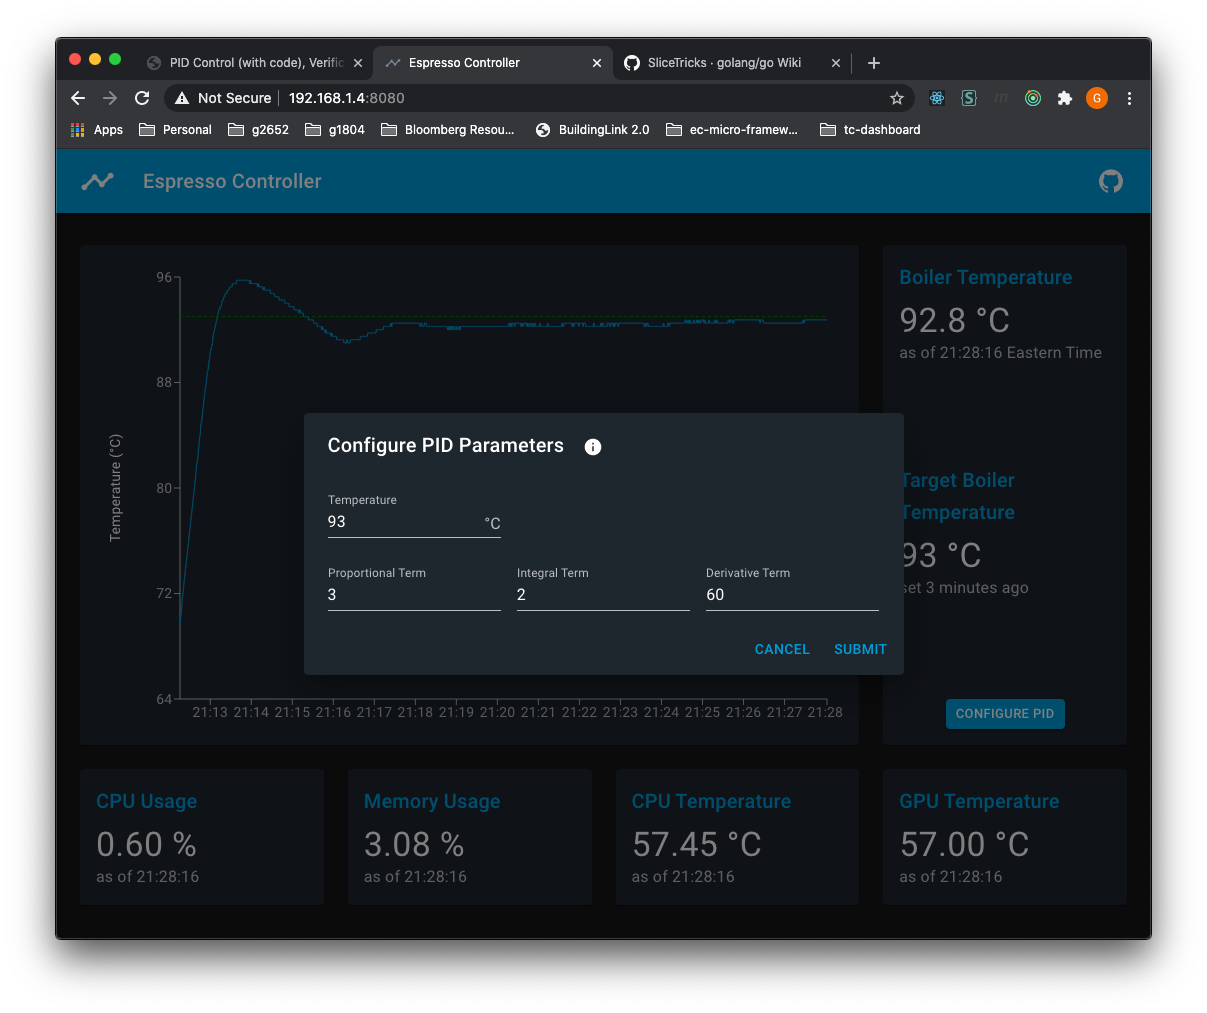 PID Control (with code), Verific
Espresso Controller
SliceTricks · golang/go Wiki
Not Secure
192.168.1.4:8080
G
Apps
Personal
g2652
g1804
Bloomberg Resou...
BuildingLink 2.0
ec-micro-framew...
tc-dashboard
Espresso Controller
96
88
80
72
64
Temperature (°C)
21:13 21:14 21:15 21:16 21:17 21:18 21:19 21:20 21:21 21:22 21:23 21:24 21:25 21:26 21:27 21:28
Boiler Temperature
92.8 °C
as of 21:28:16 Eastern Time
Target Boiler
Temperature
93 °C
set 3 minutes ago
CONFIGURE PID
Configure PID Parameters
Temperature
93 °C
Proportional Term
3
Integral Term
2
Derivative Term
60
CANCEL
SUBMIT
CPU Usage
0.60 %
as of 21:28:16
Memory Usage
3.08 %
as of 21:28:16
CPU Temperature
57.45 °C
as of 21:28:16
GPU Temperature
57.00 °C
as of 21:28:16